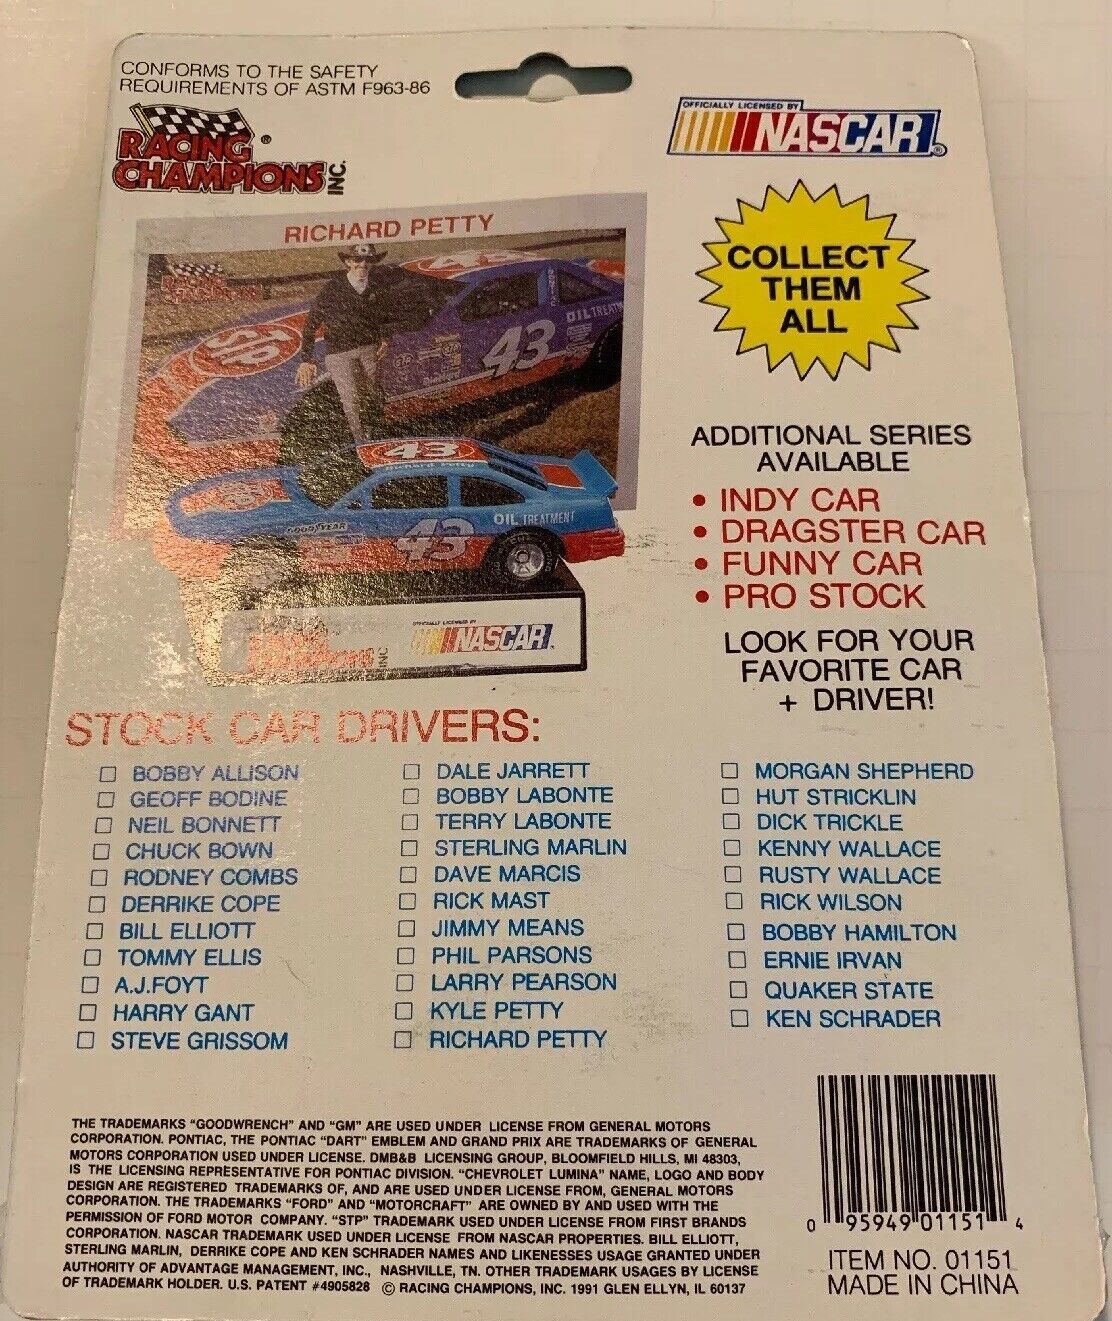 CONFORMS TO THE SAFETY
REQUIREMENTS OF ASTM F963-86
RACING ®
CHAMPIONS INC.
OFFICIALLY LICENSED BY
NASCAR®
RICHARD PETTY
STP
43
OIL TREATMENT
43
Richard Petty
GOODYEAR
43
OIL TREATMENT
OFFICIALLY LICENSED BY
NASCAR
CHAMPIONS INC
COLLECT
THEM
ALL
ADDITIONAL SERIES
AVAILABLE
• INDY CAR
• DRAGSTER CAR
• FUNNY CAR
• PRO STOCK
LOOK FOR YOUR
FAVORITE CAR
+ DRIVER!
STOCK CAR DRIVERS:
☐ BOBBY ALLISON
☐ GEOFF BODINE
☐ NEIL BONNETT
☐ CHUCK BOWN
☐ RODNEY COMBS
☐ DERRIKE COPE
☐ BILL ELLIOTT
☐ TOMMY ELLIS
☐ A.J.FOYT
☐ HARRY GANT
☐ STEVE GRISSOM
☐ DALE JARRETT
☐ BOBBY LABONTE
☐ TERRY LABONTE
☐ STERLING MARLIN
☐ DAVE MARCIS
☐ RICK MAST
☐ JIMMY MEANS
☐ PHIL PARSONS
☐ LARRY PEARSON
☐ KYLE PETTY
☐ RICHARD PETTY
☐ MORGAN SHEPHERD
☐ HUT STRICKLIN
☐ DICK TRICKLE
☐ KENNY WALLACE
☐ RUSTY WALLACE
☐ RICK WILSON
☐ BOBBY HAMILTON
☐ ERNIE IRVAN
☐ QUAKER STATE
☐ KEN SCHRADER
THE TRADEMARKS "GOODWRENCH" AND "GM" ARE USED UNDER LICENSE FROM GENERAL MOTORS
CORPORATION. PONTIAC, THE PONTIAC "DART" EMBLEM AND GRAND PRIX ARE TRADEMARKS OF GENERAL
MOTORS CORPORATION USED UNDER LICENSE. DMB&B LICENSING GROUP, BLOOMFIELD HILLS, MI 48303,
IS THE LICENSING REPRESENTATIVE FOR PONTIAC DIVISION. "CHEVROLET LUMINA" NAME, LOGO AND BODY
DESIGN ARE REGISTERED TRADEMARKS OF, AND ARE USED UNDER LICENSE FROM, GENERAL MOTORS
CORPORATION. THE TRADEMARKS "FORD" AND "MOTORCRAFT" ARE OWNED BY AND USED WITH THE
PERMISSION OF FORD MOTOR COMPANY. "STP" TRADEMARK USED UNDER LICENSE FROM FIRST BRANDS
CORPORATION. NASCAR TRADEMARK USED UNDER LICENSE FROM NASCAR PROPERTIES. BILL ELLIOTT,
STERLING MARLIN, DERRIKE COPE AND KEN SCHRADER NAMES AND LIKENESSES USAGE GRANTED UNDER
AUTHORITY OF ADVANTAGE MANAGEMENT, INC., NASHVILLE, TN. OTHER TRADEMARK USAGES BY LICENSE
OF TRADEMARK HOLDER. U.S. PATENT #4905828 © RACING CHAMPIONS, INC. 1991 GLEN ELLYN, IL 60137
0 95949 01151 4
ITEM NO. 01151
MADE IN CHINA